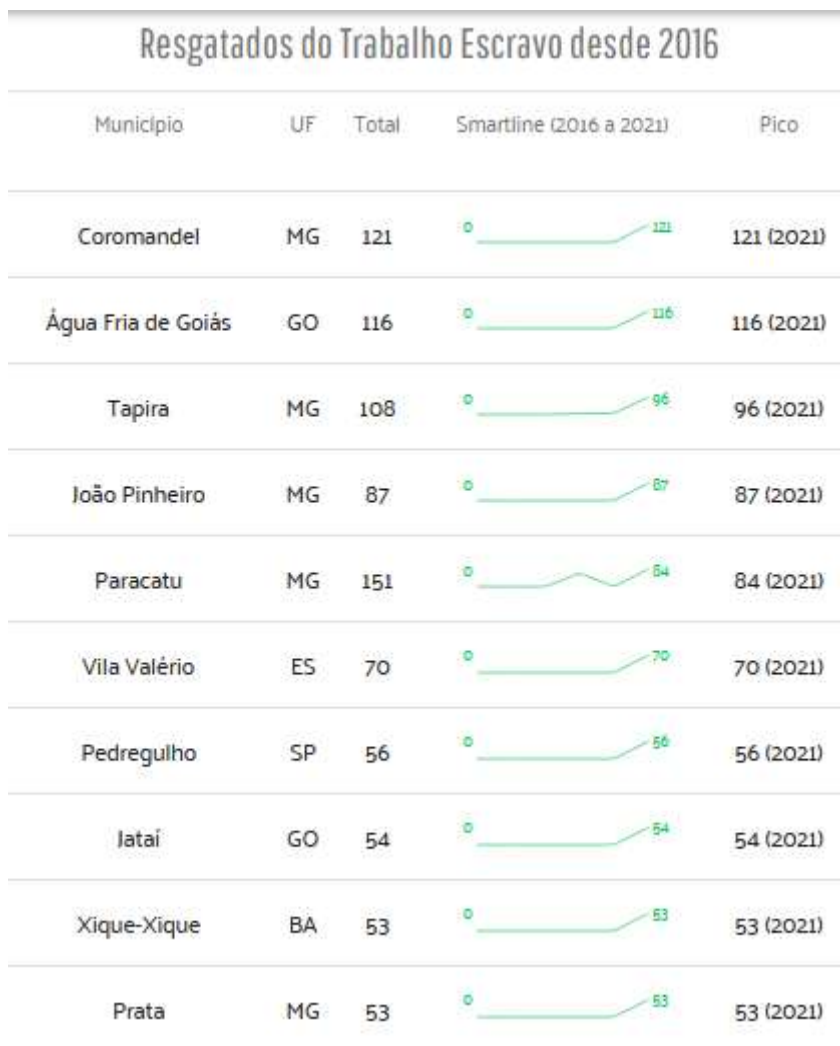 Resgatados do Trabalho Escravo desde 2016
Município UF Total Smartline (2016 a 2021) Pico
Coromandel MG 121 0 121 121 (2021)
Água Fria de Goiás GO 116 0 116 116 (2021)
Tapira MG 108 0 96 96 (2021)
João Pinheiro MG 87 0 87 87 (2021)
Paracatu MG 151 0 84 84 (2021)
Vila Valério ES 70 0 70 70 (2021)
Pedregulho SP 56 0 56 56 (2021)
Jataí GO 54 0 54 54 (2021)
Xique-Xique BA 53 0 53 53 (2021)
Prata MG 53 0 53 53 (2021)